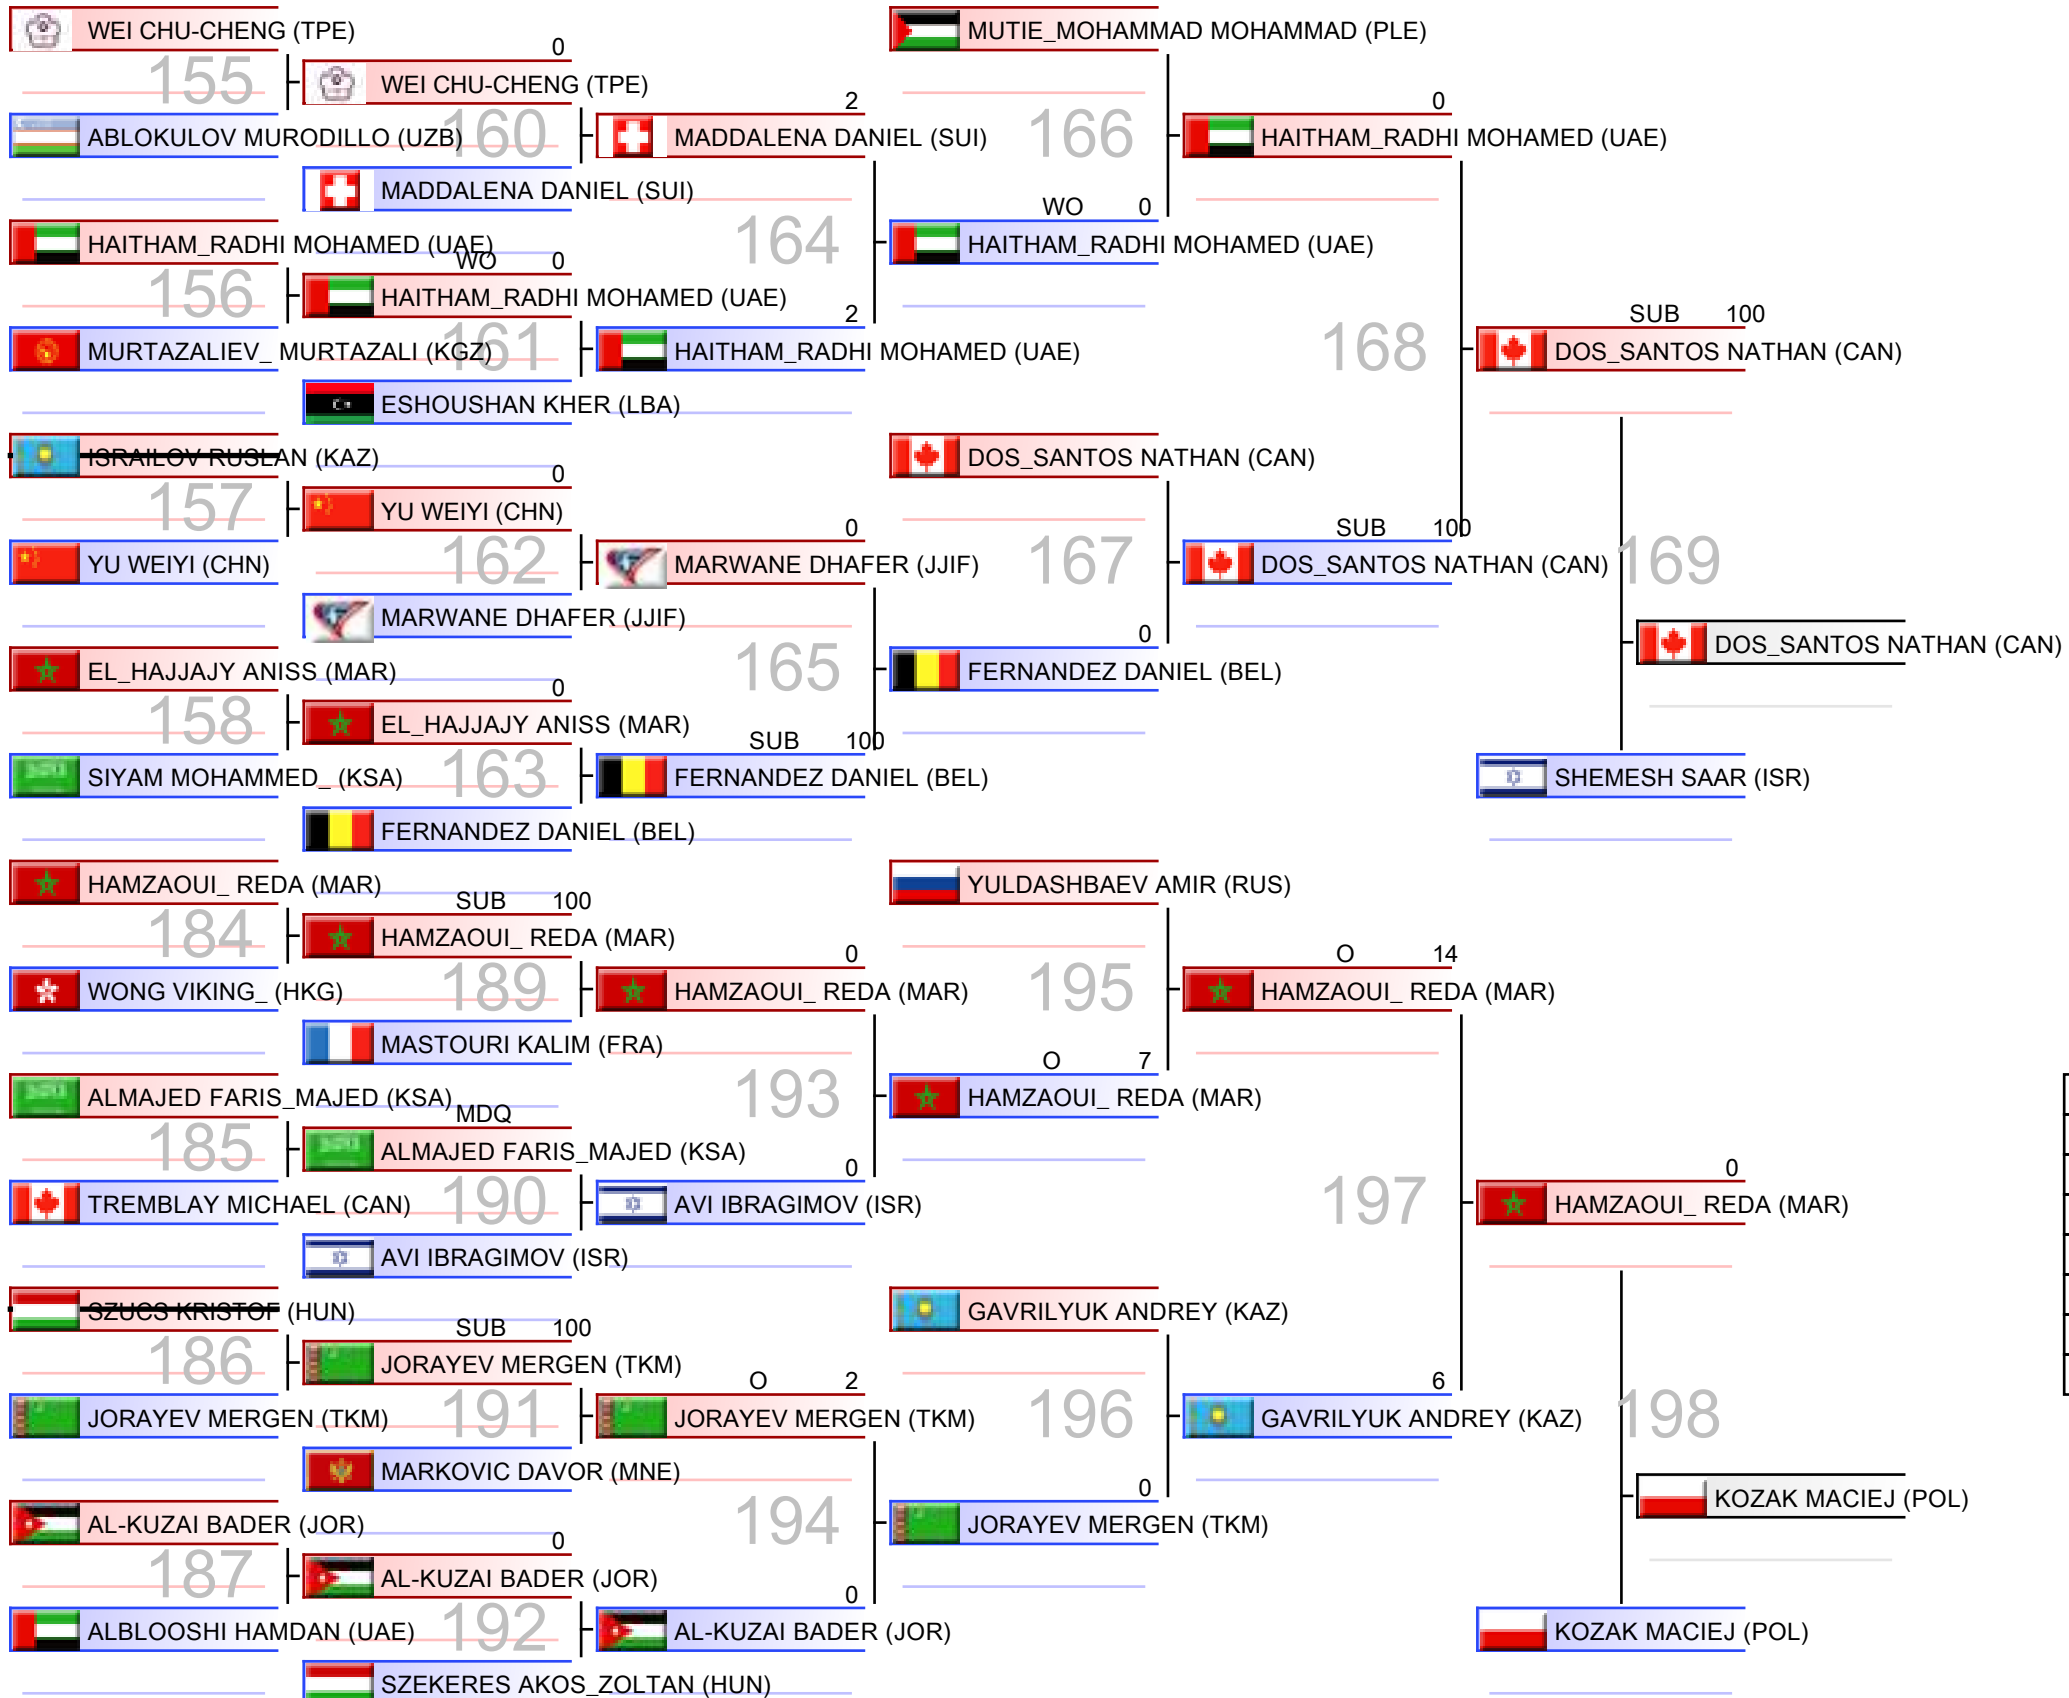 WEI CHU-CHENG (TPE)
155
ABLOKULOV MURODILLO (UZB)
HAITHAM_RADHI MOHAMED (UAE)
156
MURTAZALIEV_ MURTAZALI (KGZ)
ISRAILOV RUSLAN (KAZ)
157
YU WEIYI (CHN)
EL_HAJJAJY ANISS (MAR)
158
SIYAM MOHAMMED_ (KSA)
HAMZAOUI_ REDA (MAR)
184
WONG VIKING_ (HKG)
ALMAJED FARIS_MAJED (KSA)
185
TREMBLAY MICHAEL (CAN)
SZUCS KRISTOF (HUN)
186
JORAYEV MERGEN (TKM)
AL-KUZAI BADER (JOR)
187
ALBLOOSHI HAMDAN (UAE)
0
WEI CHU-CHENG (TPE)
160
MADDALENA DANIEL (SUI)
WO 0
HAITHAM_RADHI MOHAMED (UAE)
161
ESHOUSHAN KHER (LBA)
0
YU WEIYI (CHN)
162
MARWANE DHAFER (JJIF)
0
EL_HAJJAJY ANISS (MAR)
163
FERNANDEZ DANIEL (BEL)
SUB 100
HAMZAOUI_ REDA (MAR)
189
MASTOURI KALIM (FRA)
MDQ
ALMAJED FARIS_MAJED (KSA)
190
AVI IBRAGIMOV (ISR)
SUB 100
JORAYEV MERGEN (TKM)
191
MARKOVIC DAVOR (MNE)
0
AL-KUZAI BADER (JOR)
192
SZEKERES AKOS_ZOLTAN (HUN)
2
MADDALENA DANIEL (SUI)
164
2
HAITHAM_RADHI MOHAMED (UAE)
0
MARWANE DHAFER (JJIF)
165
SUB 100
FERNANDEZ DANIEL (BEL)
0
HAMZAOUI_ REDA (MAR)
193
0
AVI IBRAGIMOV (ISR)
O 2
JORAYEV MERGEN (TKM)
194
0
AL-KUZAI BADER (JOR)
MUTIE_MOHAMMAD MOHAMMAD (PLE)
166
WO 0
HAITHAM_RADHI MOHAMED (UAE)
DOS_SANTOS NATHAN (CAN)
167
0
FERNANDEZ DANIEL (BEL)
YULDASHBAEV AMIR (RUS)
195
O 7
HAMZAOUI_ REDA (MAR)
GAVRILYUK ANDREY (KAZ)
196
0
JORAYEV MERGEN (TKM)
0
HAITHAM_RADHI MOHAMED (UAE)
168
SUB 100
DOS_SANTOS NATHAN (CAN)
O 14
HAMZAOUI_ REDA (MAR)
197
6
GAVRILYUK ANDREY (KAZ)
SUB 100
DOS_SANTOS NATHAN (CAN)
169
SHEMESH SAAR (ISR)
0
HAMZAOUI_ REDA (MAR)
198
KOZAK MACIEJ (POL)
DOS_SANTOS NATHAN (CAN)
KOZAK MACIEJ (POL)